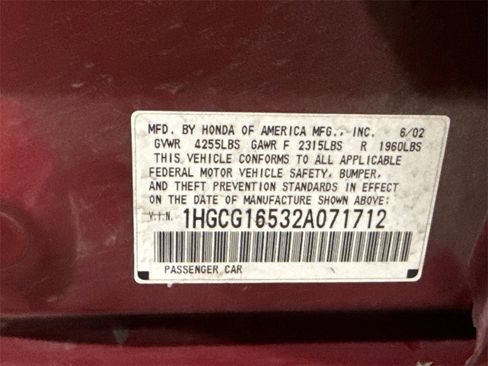 MFD. BY HONDA OF AMERICA MFG., INC. 6/02
GVWR 4255LBS GAWR F 2315LBS R 1960LBS
THIS VEHICLE CONFORMS TO ALL APPLICABLE
FEDERAL MOTOR VEHICLE SAFETY, BUMPER,
AND THEFT PREVENTION STANDARDS IN EFFECT
ON THE DATE OF MANUFACTURE SHOWN ABOVE.
V.I.N. 1HGCG16532A071712
PASSENGER CAR